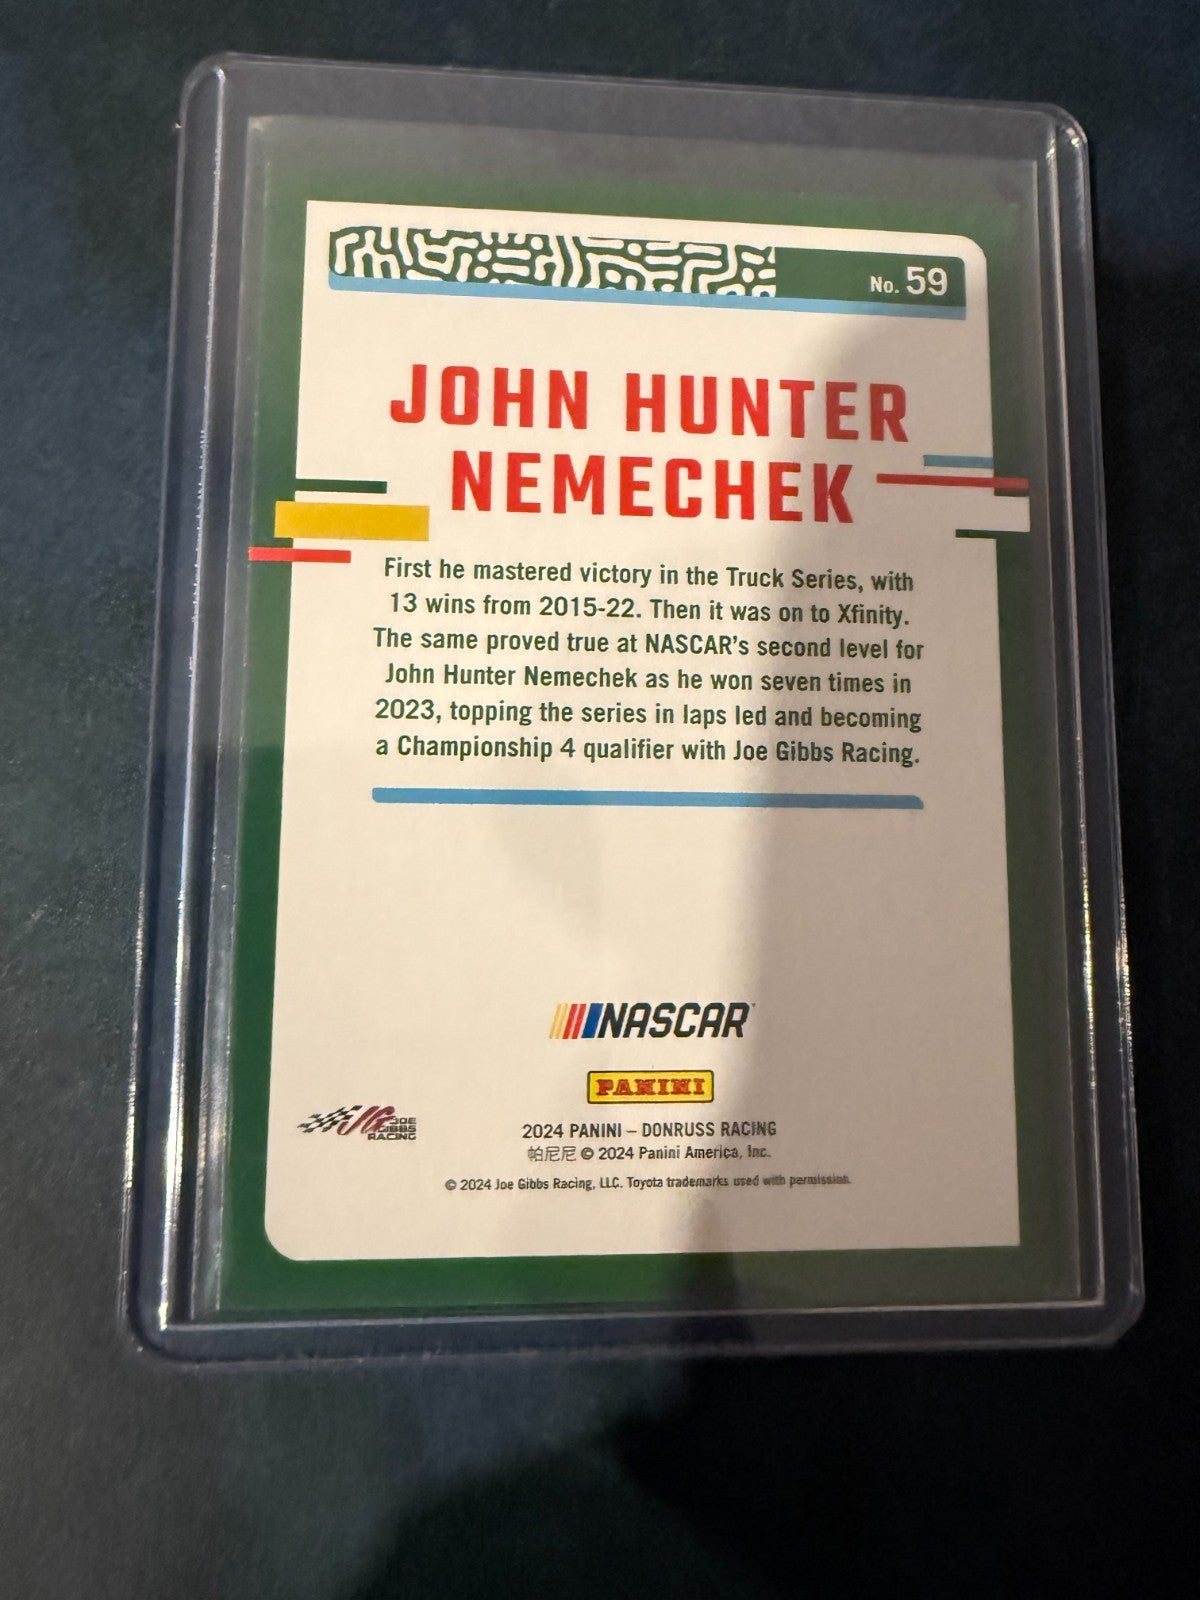 No. 59
JOHN HUNTER
NEMECHEK
First he mastered victory in the Truck Series, with
13 wins from 2015-22. Then it was on to Xfinity.
The same proved true at NASCAR's second level for
John Hunter Nemechek as he won seven times in
2023, topping the series in laps led and becoming
a Championship 4 qualifier with Joe Gibbs Racing.
NASCAR
PANINI
JG JOE
GIBBS
RACING
2024 PANINI – DONRUSS RACING
帕尼尼 © 2024 Panini America, Inc.
© 2024 Joe Gibbs Racing, LLC. Toyota trademarks used with permission.